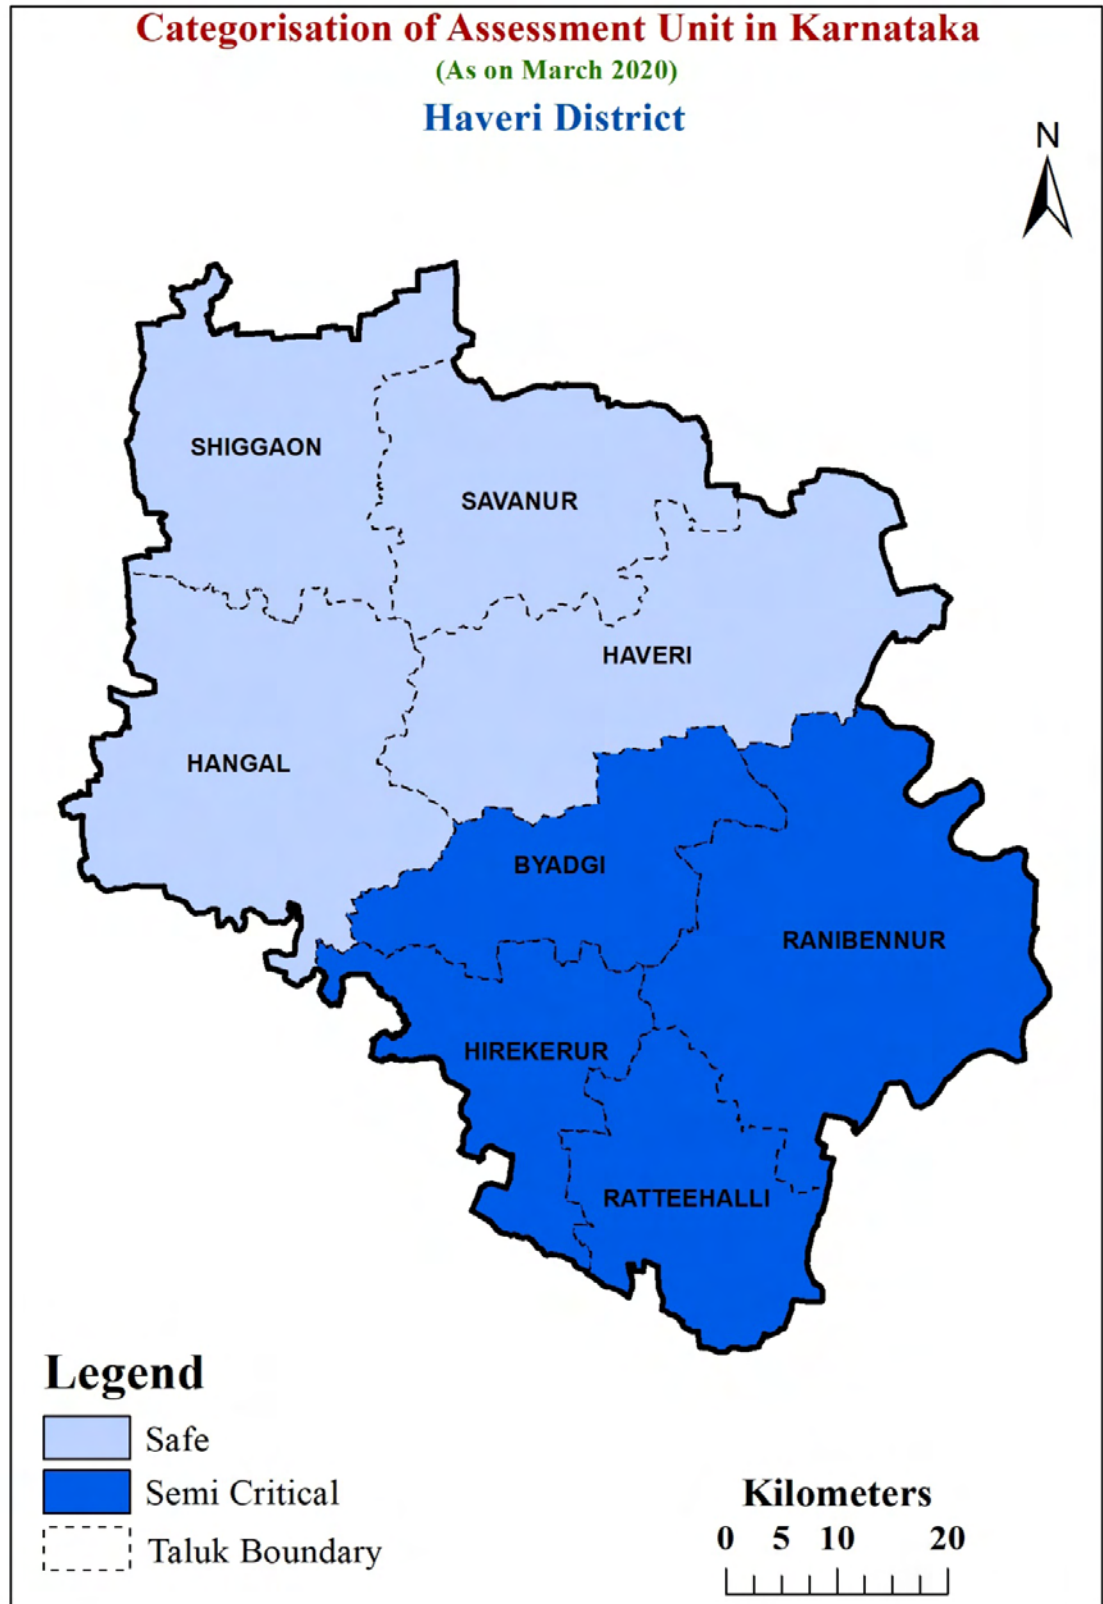 Categorisation of Assessment Unit in Karnataka
(As on March 2020)
Haveri District
N
SHIGGAON
SAVANUR
HAVERI
HANGAL
BYADGI
RANIBENNUR
HIREKERUR
RATTEEHALLI
Legend
Safe
Semi Critical
Taluk Boundary
Kilometers
0 5 10 20